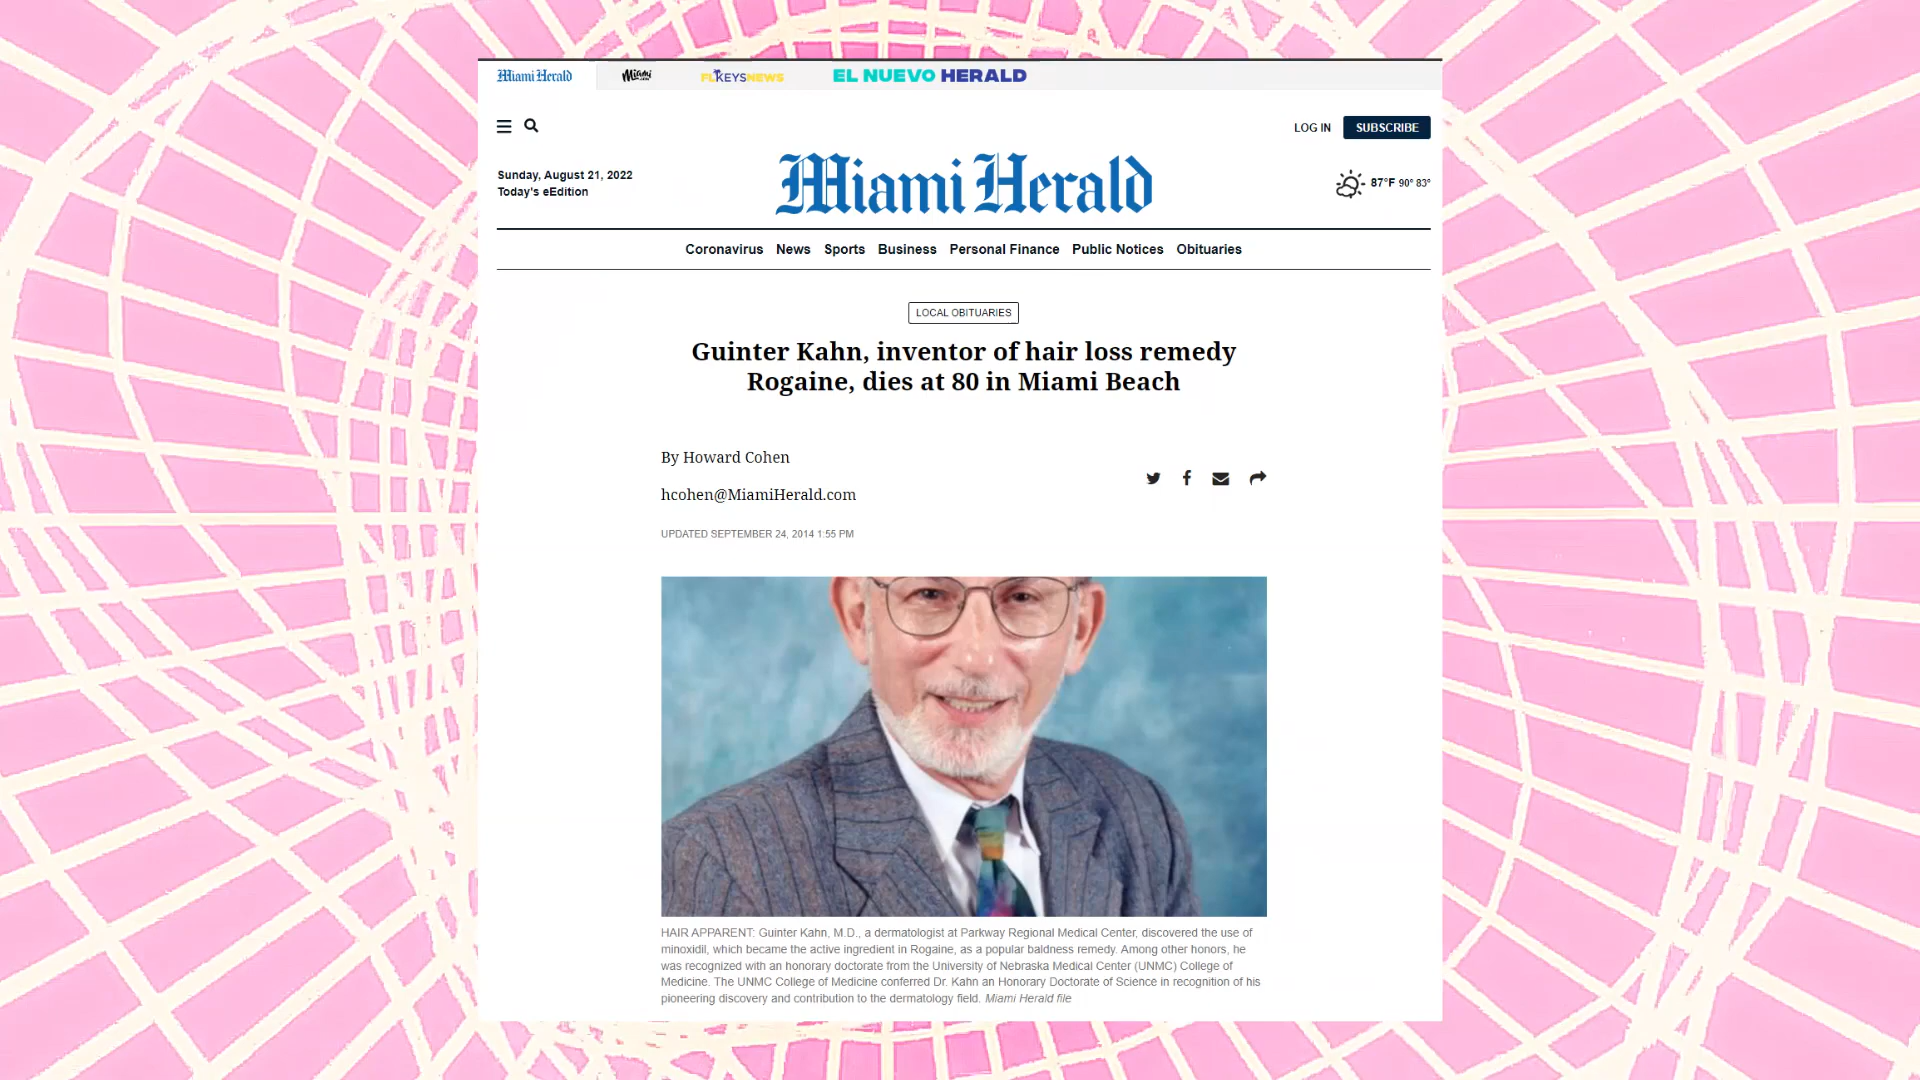 Miami Herald
Miami.com
FLKEYSNEWS
EL NUEVO HERALD
LOG IN
SUBSCRIBE
Sunday, August 21, 2022
Today's eEdition
Miami Herald
87°F 90° 83°
Coronavirus News Sports Business Personal Finance Public Notices Obituaries
LOCAL OBITUARIES
Guinter Kahn, inventor of hair loss remedy
Rogaine, dies at 80 in Miami Beach
By Howard Cohen
hcohen@MiamiHerald.com
UPDATED SEPTEMBER 24, 2014 1:55 PM
HAIR APPARENT: Guinter Kahn, M.D., a dermatologist at Parkway Regional Medical Center, discovered the use of
minoxidil, which became the active ingredient in Rogaine, as a popular baldness remedy. Among other honors, he
was recognized with an honorary doctorate from the University of Nebraska Medical Center (UNMC) College of
Medicine. The UNMC College of Medicine conferred Dr. Kahn an Honorary Doctorate of Science in recognition of his
pioneering discovery and contribution to the dermatology field. Miami Herald file